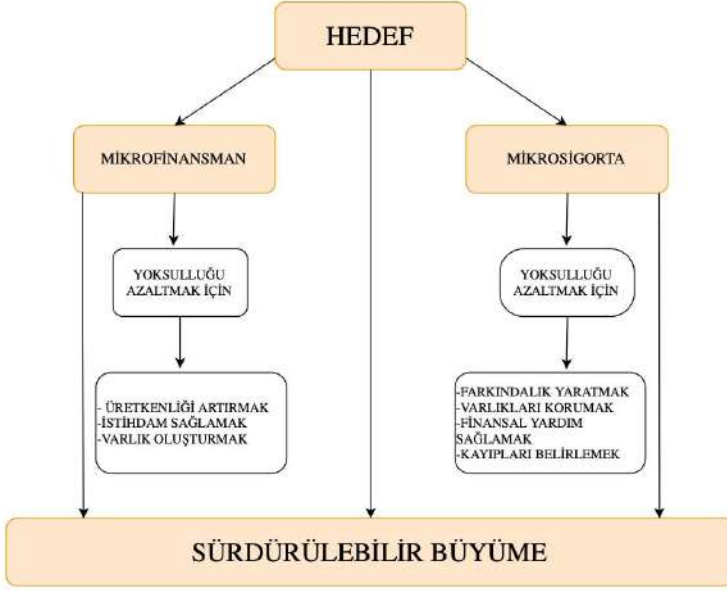 HEDEF
MİKROFİNANSMAN
MİKROSİGORTA
YOKSULLUĞU
AZALTMAK İÇİN
YOKSULLUĞU
AZALTMAK İÇİN
- ÜRETKENLİĞİ ARTIRMAK
-İSTİHDAM SAĞLAMAK
-VARLIK OLUŞTURMAK
-FARKINDALIK YARATMAK
-VARLIKLARI KORUMAK
-FİNANSAL YARDIM
SAĞLAMAK
-KAYIPLARI BELİRLEMEK
SÜRDÜRÜLEBİLİR BÜYÜME